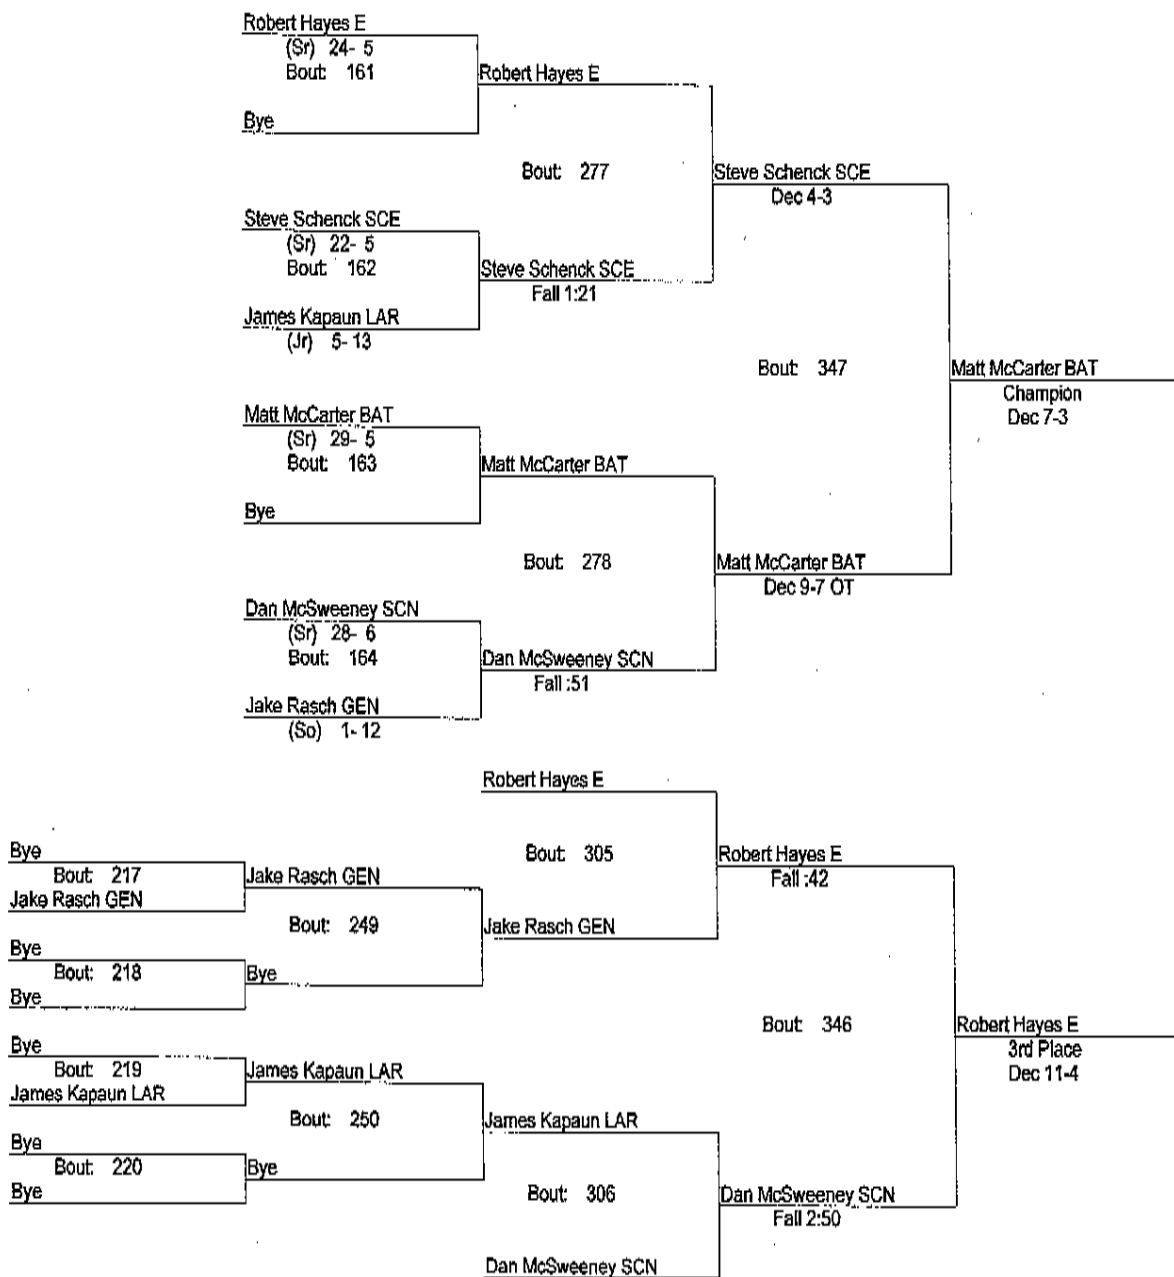 Robert Hayes E
(Sr) 24- 5
Bout: 161
Robert Hayes E
Bye
Bout: 277
Steve Schenck SCE
Dec 4-3
Steve Schenck SCE
(Sr) 22- 5
Bout: 162
Steve Schenck SCE
Fall 1:21
James Kapaun LAR
(Jr) 5- 13
Bout: 347
Matt McCarter BAT
Champion
Dec 7-3
Matt McCarter BAT
(Sr) 29- 5
Bout: 163
Matt McCarter BAT
Bye
Bout: 278
Matt McCarter BAT
Dec 9-7 OT
Dan McSweeney SCN
(Sr) 28- 6
Bout: 164
Dan McSweeney SCN
Fall :51
Jake Rasch GEN
(So) 1- 12
Robert Hayes E
Bye
Bout: 217
Jake Rasch GEN
Jake Rasch GEN
Bout: 305
Robert Hayes E
Fall :42
Bout: 249
Jake Rasch GEN
Bye
Bout: 218
Bye
Bye
Bye
Bout: 219
James Kapaun LAR
James Kapaun LAR
Bout: 346
Robert Hayes E
3rd Place
Dec 11-4
Bout: 250
James Kapaun LAR
Bye
Bout: 220
Bye
Bye
Bout: 306
Dan McSweeney SCN
Fall 2:50
Dan McSweeney SCN